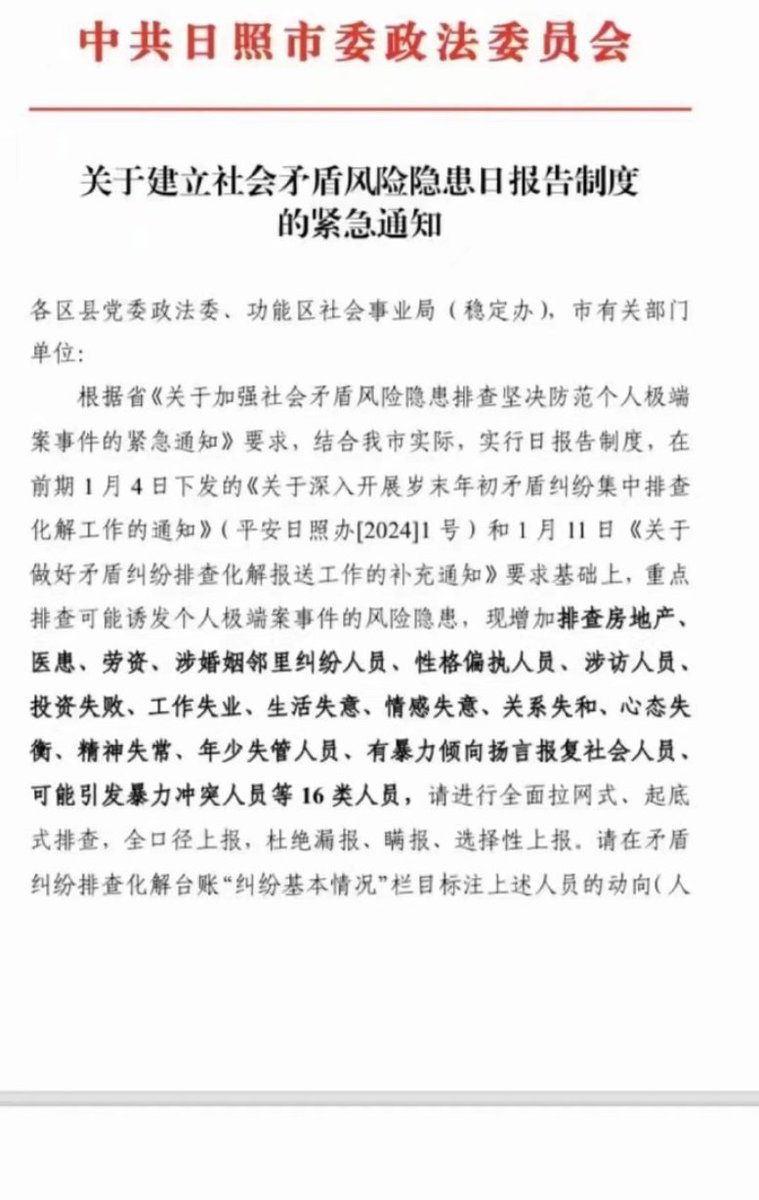 中共日照市委政法委员会
关于建立社会矛盾风险隐患日报告制度
的紧急通知
各区县党委政法委、功能区社会事业局（稳定办），市有关部门
单位：
根据省《关于加强社会矛盾风险隐患排查坚决防范个人极端
案事件的紧急通知》要求，结合我市实际，实行日报告制度，在
前期1月4日下发的《关于深入开展岁末年初矛盾纠纷集中排查
化解工作的通知》（平安日照办[2024]1号）和1月11日《关于
做好矛盾纠纷排查化解报送工作的补充通知》要求基础上，重点
排查可能诱发个人极端案事件的风险隐患，现增加排查房地产、
医患、劳资、涉婚姻邻里纠纷人员、性格偏执人员、涉访人员、
投资失败、工作失业、生活失意、情感失意、关系失和、心态失
衡、精神失常、年少失管人员、有暴力倾向扬言报复社会人员、
可能引发暴力冲突人员等16类人员，请进行全面拉网式、起底
式排查，全口径上报，杜绝漏报、瞒报、选择性上报。请在矛盾
纠纷排查化解台账“纠纷基本情况”栏目标注上述人员的动向（人